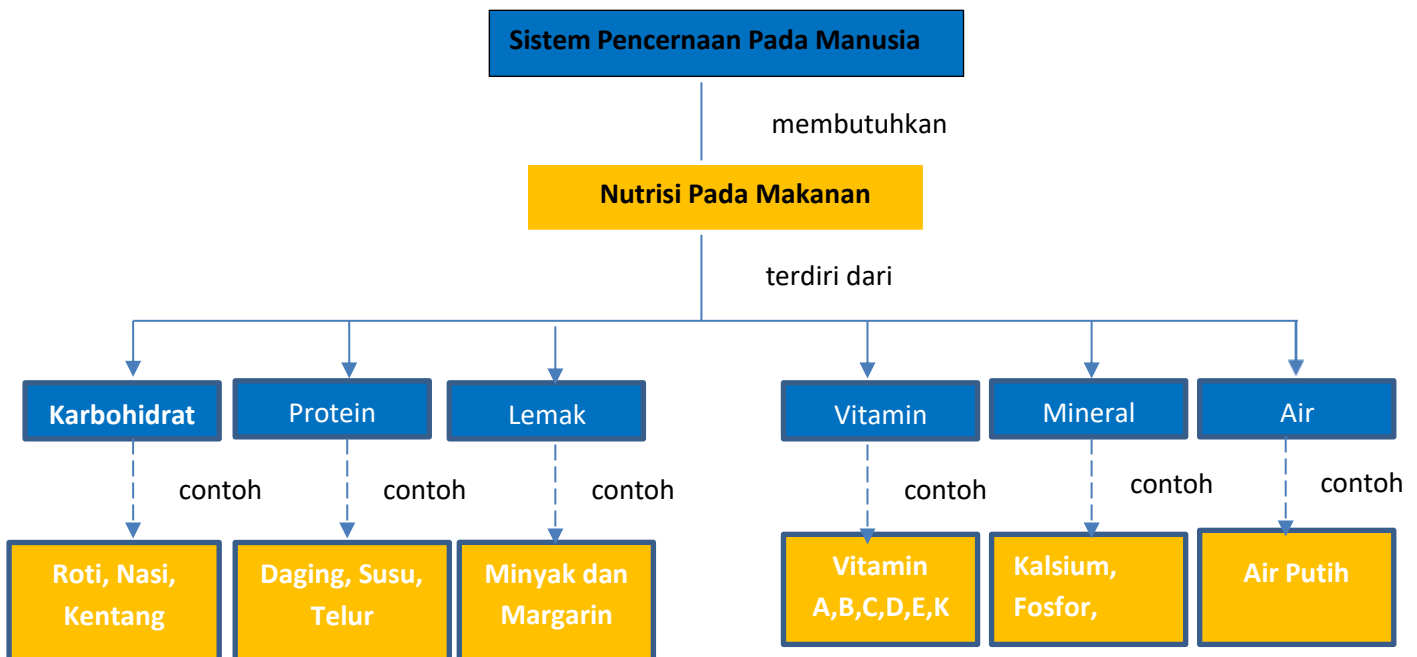 Sistem Pencernaan Pada Manusia
membutuhkan
Nutrisi Pada Makanan
terdiri dari
Karbohidrat
Protein
Lemak
Vitamin
Mineral
Air
contoh
contoh
contoh
contoh
contoh
contoh
Roti, Nasi,
Kentang
Daging, Susu,
Telur
Minyak dan
Margarin
Vitamin
A,B,C,D,E,K
Kalsium,
Fosfor,
Air Putih